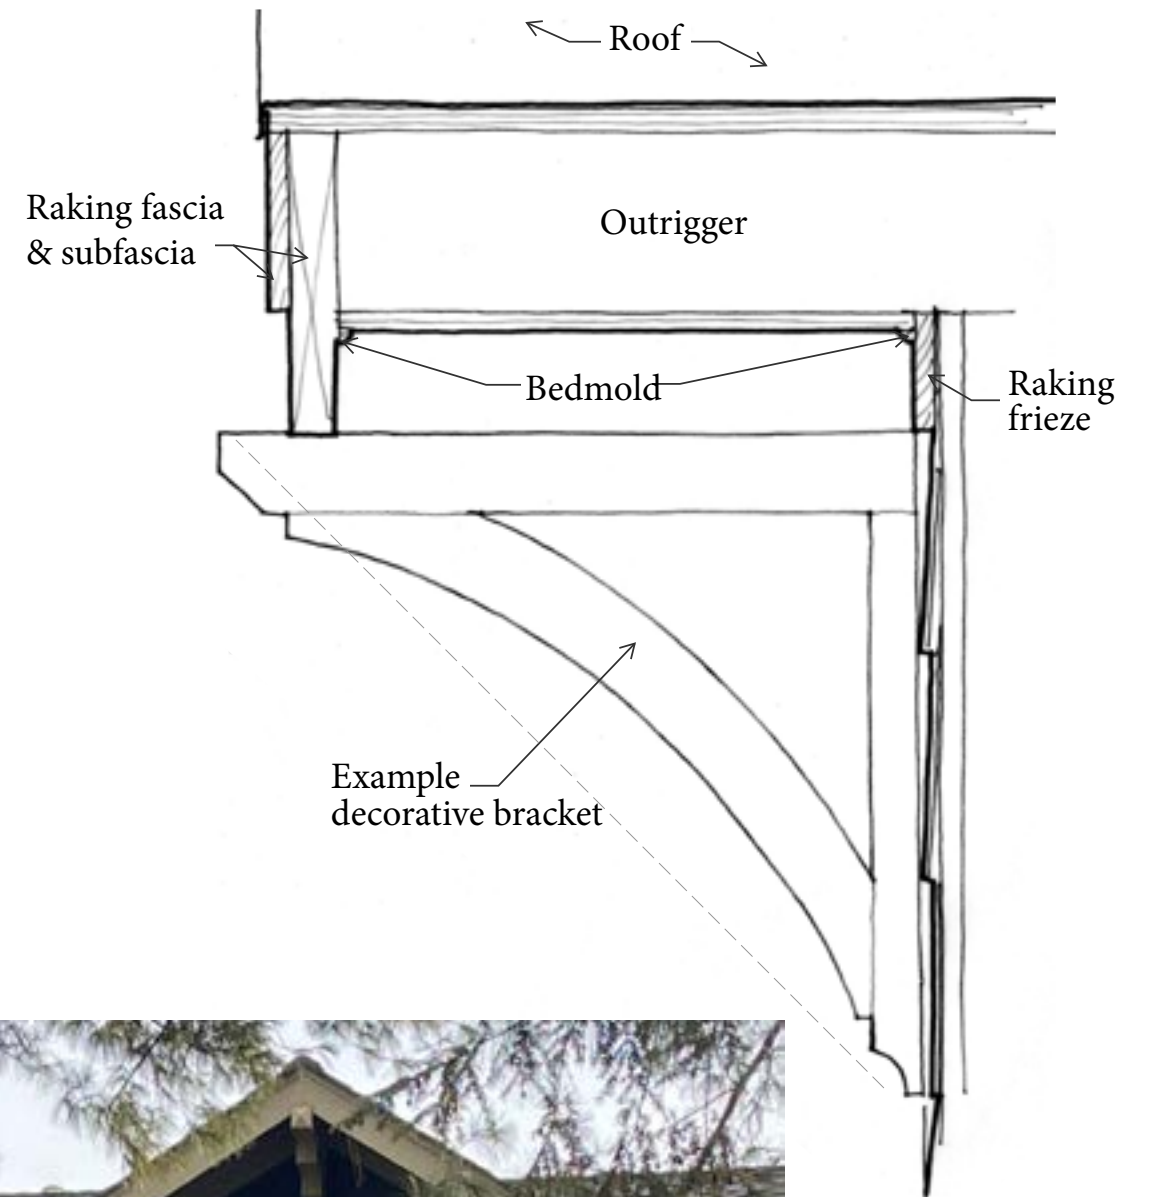 Roof
Raking fascia
& subfascia
Outrigger
Bedmold
Raking
frieze
Example
decorative bracket